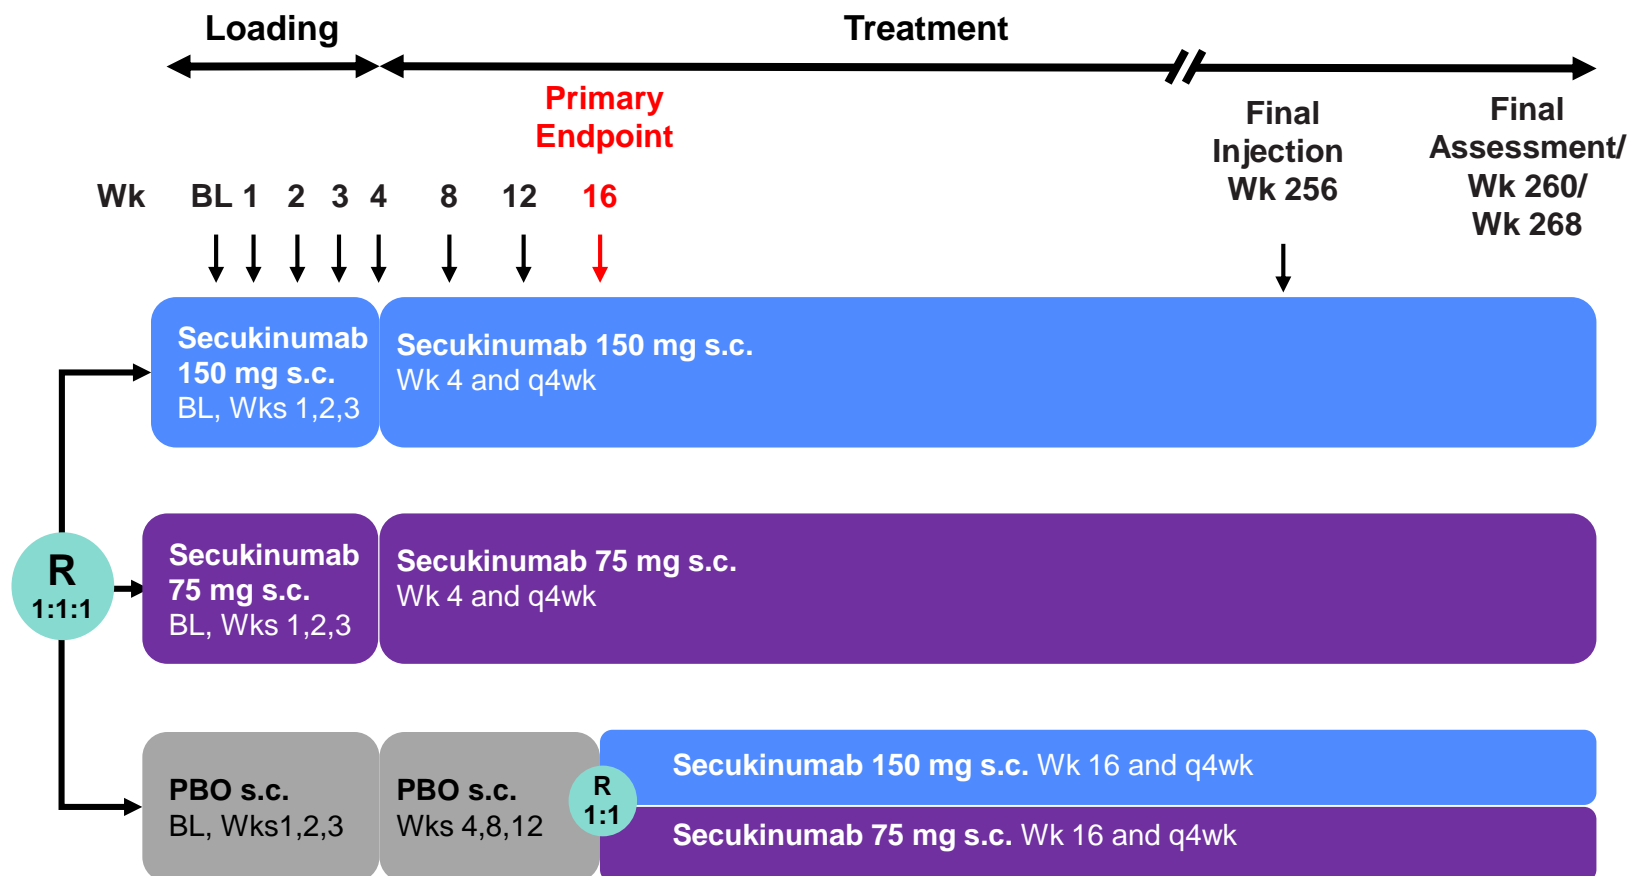 Loading
Treatment
Primary
Endpoint
Final
Injection
Wk 256
Final
Assessment/
Wk 260/
Wk 268
Wk BL 1 2 3 4 8 12 16
Secukinumab
150 mg s.c.
BL, Wks 1,2,3
Secukinumab 150 mg s.c.
Wk 4 and q4wk
R
1:1:1
Secukinumab
75 mg s.c.
BL, Wks 1,2,3
Secukinumab 75 mg s.c.
Wk 4 and q4wk
PBO s.c.
BL, Wks1,2,3
PBO s.c.
Wks 4,8,12
R
1:1
Secukinumab 150 mg s.c. Wk 16 and q4wk
Secukinumab 75 mg s.c. Wk 16 and q4wk